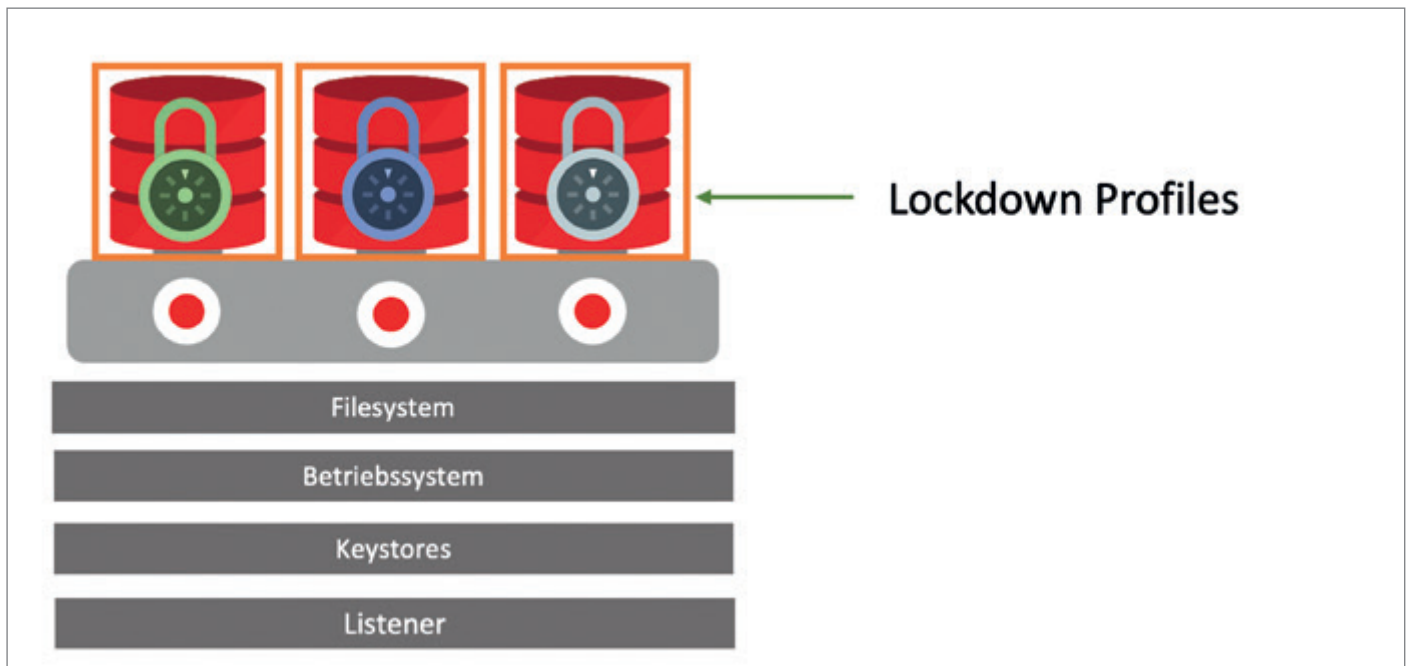 Lockdown Profiles
Filesystem
Betriebssystem
Keystores
Listener